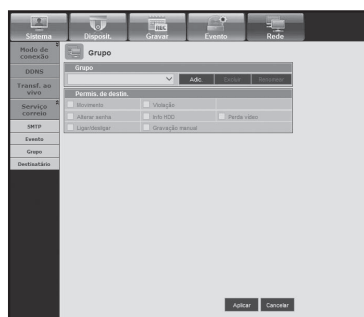 Sistema
Disposit.
REC
Gravar
Evento
Rede
Modo de conexão
DDNS
Transf. ao vivo
Serviço correio
SMTP
Evento
Grupo
Destinatário
Grupo
Grupo
Adic.
Excluir
Renomear
Permis. de destin.
Movimento
Violação
Alterar senha
Info HDD
Perda vídeo
Ligar/desligar
Gravação manual
Aplicar
Cancelar